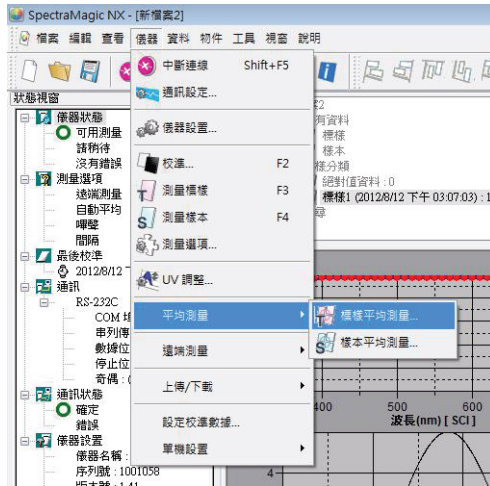 SpectraMagic NX - [新檔案2]
檔案 編輯 查看 儀器 資料 物件 工具 視窗 說明
狀態視窗
儀器狀態
可用測量
請稍待
沒有錯誤
測量選項
遠端測量
自動平均
嗶聲
間隔
最後校準
2012/8/12
通訊
RS-232C
COM
串列傳
數據位
停止位
奇偶 : (
通訊狀態
確定
錯誤
儀器設置
儀器名稱 :
序列號 : 1001058
版本號 : 1.41
中斷連線 Shift+F5
通訊設定...
儀器設置...
校準... F2
測量標樣 F3
測量樣本 F4
測量選項...
UV 調整...
平均測量
遠端測量
上傳/下載
設定校準數據...
單機設置
標樣平均測量...
樣本平均測量...
案2
有資料
標樣
樣本
樣分類
絕對值資料 : 0
標樣1 (2012/8/12 下午 03:07:03) : 1
尋
400 500 600
波長(nm) [ SCI ]
4